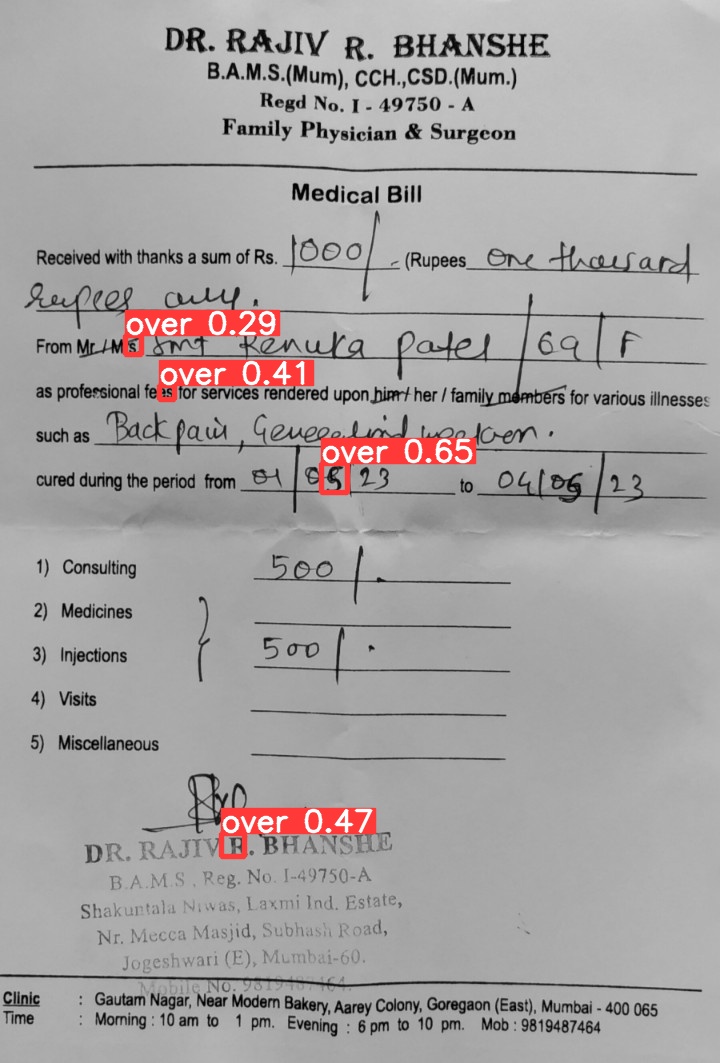 DR. RAJIV R. BHANSHE
B.A.M.S.(Mum), CCH.,CSD.(Mum.)
Regd No. I - 49750 - A
Family Physician & Surgeon
Medical Bill
Received with thanks a sum of Rs. 1000/- (Rupees One thousand
Rupees only.
over 0.29
From Mr./Ms Smt Renuka Patel / 69 / F
over 0.41
as professional fees for services rendered upon him / her / family members for various illnesses
such as Back pain, General
over 0.65
cured during the period from 01/05/23 to 04/05/23
1) Consulting 500/-
2) Medicines
3) Injections 500/-
4) Visits
5) Miscellaneous
over 0.47
DR. RAJIV R. BHANSHE
B.A.M.S , Reg. No. I-49750-A
Shakuntala Niwas, Laxmi Ind. Estate,
Nr. Mecca Masjid, Subhash Road,
Jogeshwari (E), Mumbai-60.
Mobile No. 9819487464.
Clinic : Gautam Nagar, Near Modern Bakery, Aarey Colony, Goregaon (East), Mumbai - 400 065
Time : Morning : 10 am to 1 pm. Evening : 6 pm to 10 pm. Mob : 9819487464